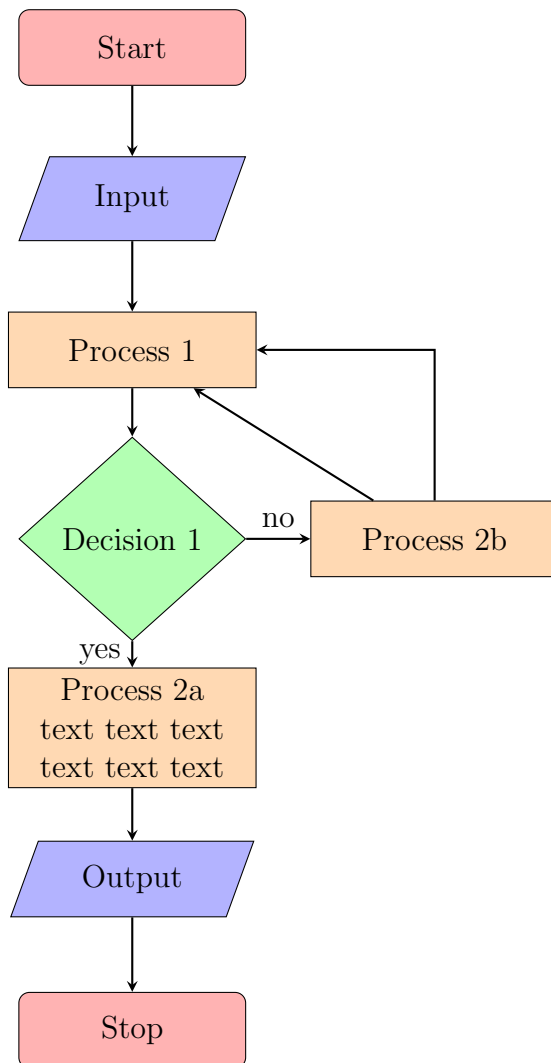 Start
Input
Process 1
Decision 1
no
Process 2b
yes
Process 2a
text text text
text text text
Output
Stop